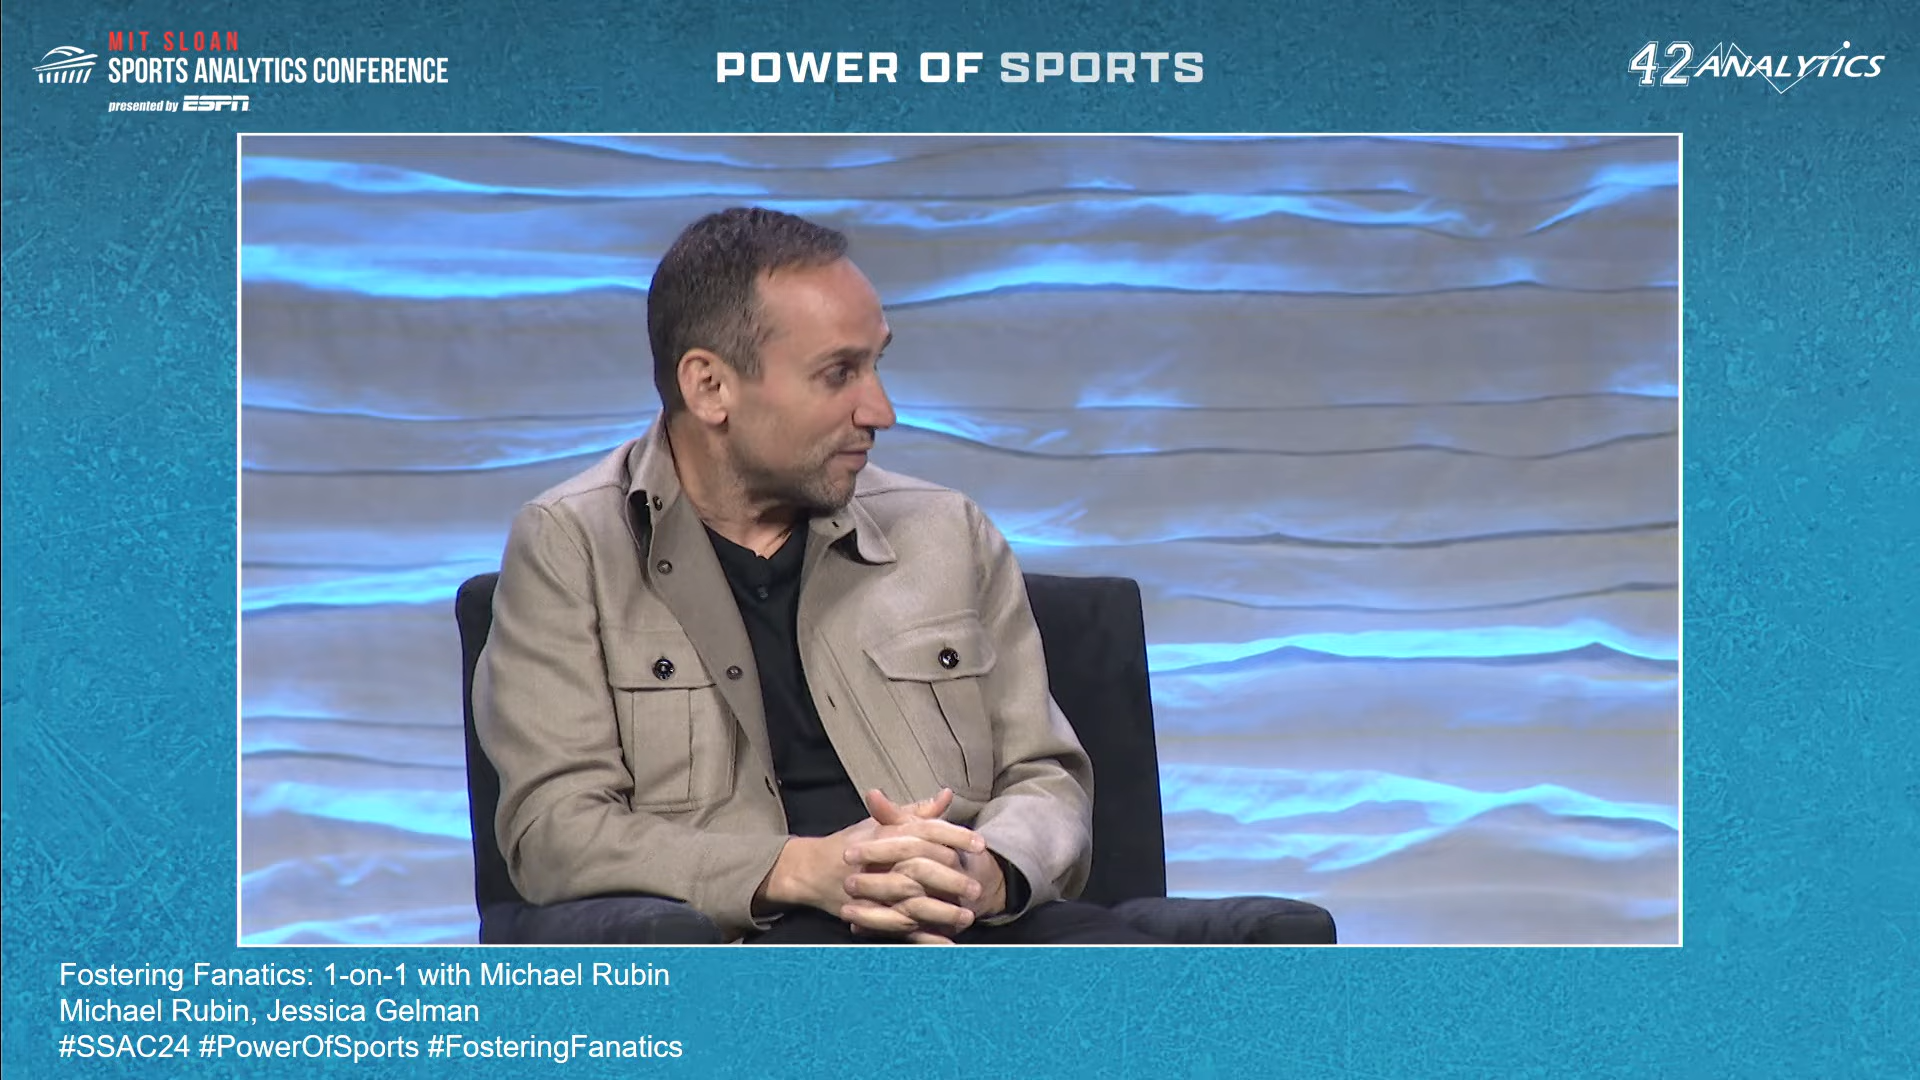 MIT SLOAN
SPORTS ANALYTICS CONFERENCE
presented by ESPN
POWER OF SPORTS
42 ANALYTICS
Fostering Fanatics: 1-on-1 with Michael Rubin
Michael Rubin, Jessica Gelman
#SSAC24 #PowerOfSports #FosteringFanatics